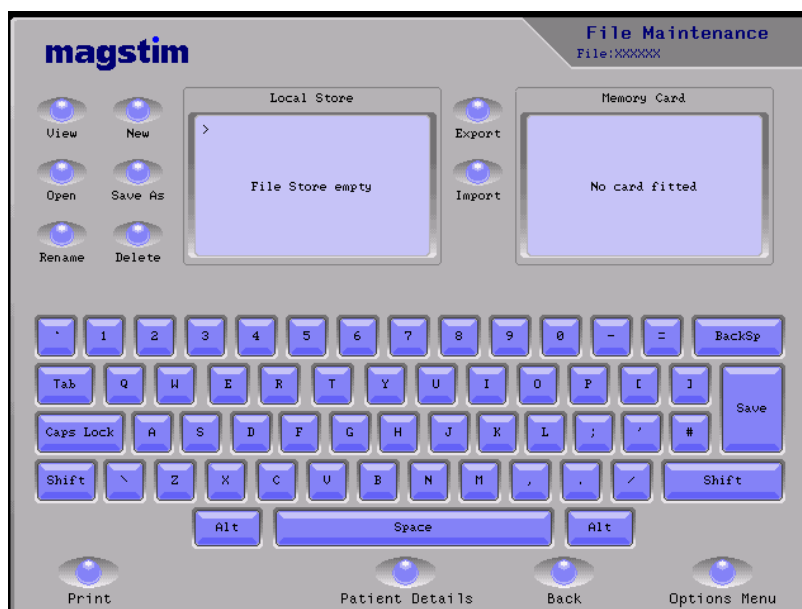 magstim
File Maintenance
File:XXXXXX
Local Store
Memory Card
View New
>
Export
File Store empty
No card fitted
Open Save As
Import
Rename Delete
` 1 2 3 4 5 6 7 8 9 0 - = BackSp
Tab Q W E R T Y U I O P [ ]
Save
Caps Lock A S D F G H J K L ; ' #
Shift \ Z X C V B N M , . / Shift
Alt Space Alt
Print Patient Details Back Options Menu